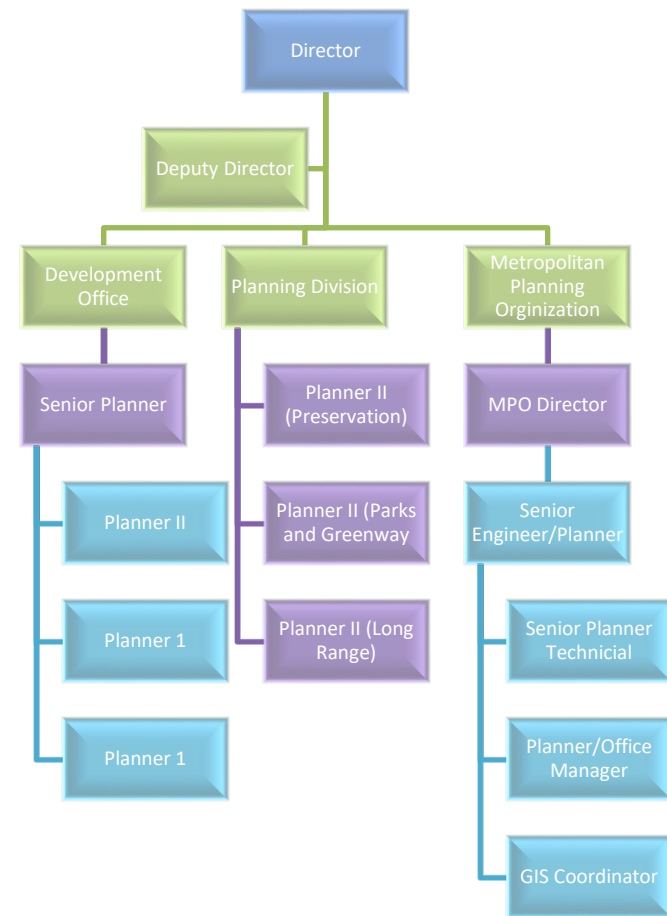 Director
Deputy Director
Development
Office
Planning Division
Metropolitan
Planning
Orginization
Senior Planner
Planner II
(Preservation)
MPO Director
Planner II
Planner II (Parks
and Greenway
Senior
Engineer/Planner
Planner 1
Planner II (Long
Range)
Senior Planner
Technicial
Planner 1
Planner/Office
Manager
GIS Coordinator